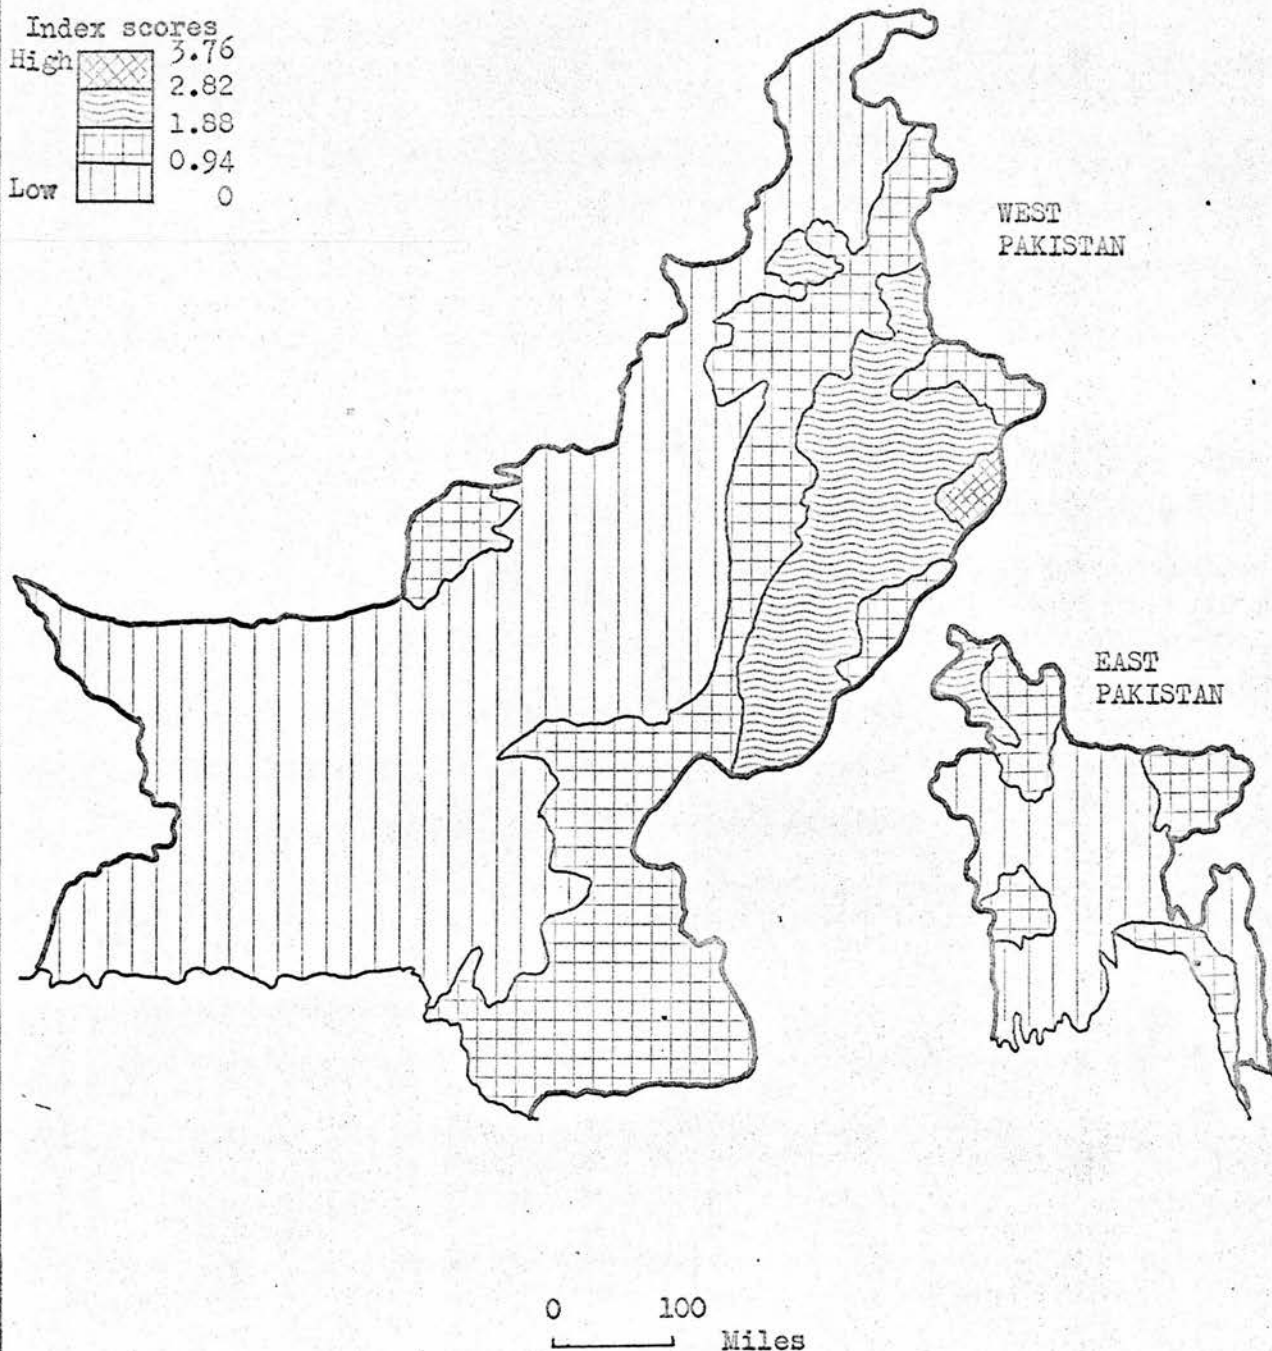 Index scores
High 3.76
2.82
1.88
0.94
Low 0
WEST
PAKISTAN
EAST
PAKISTAN
0 100
Miles